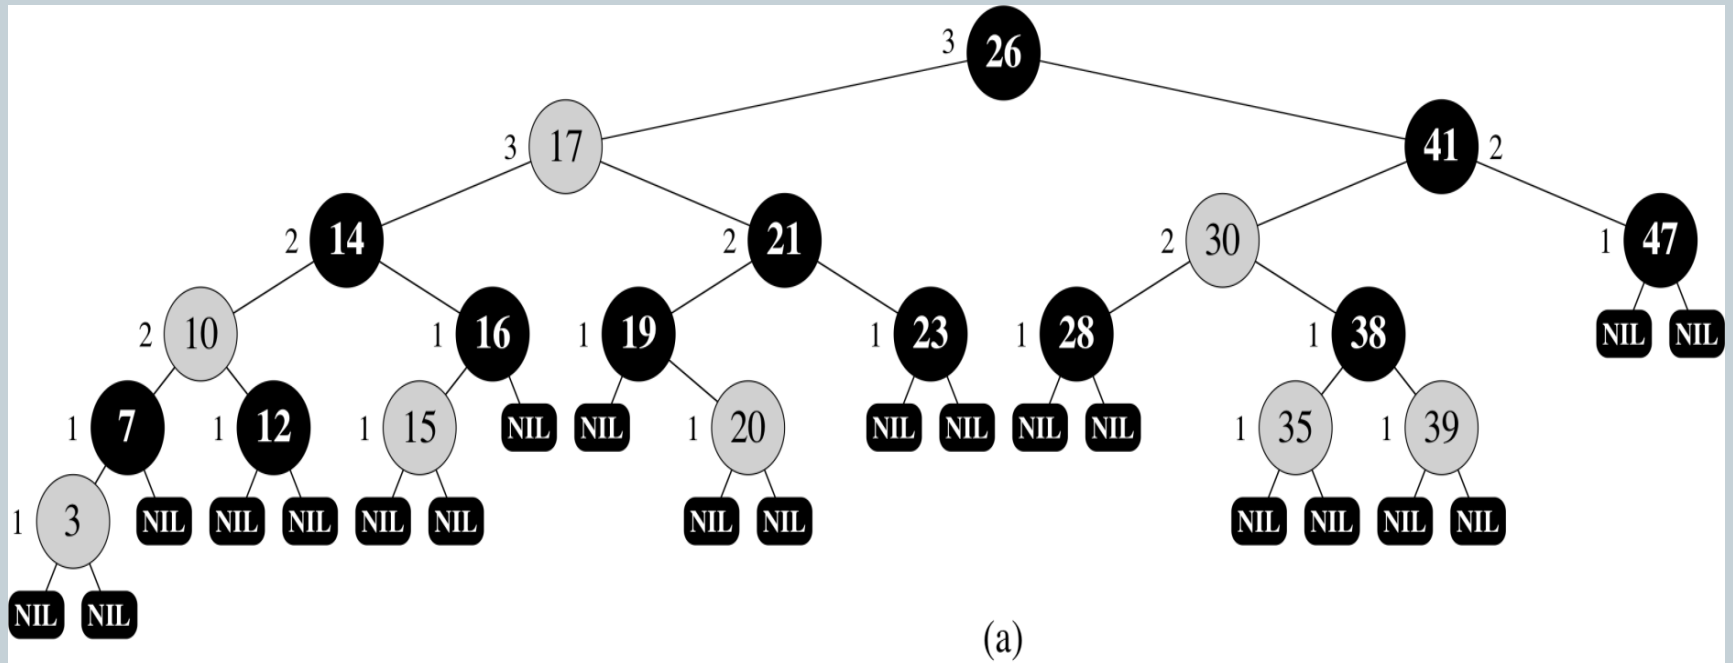 3 26
3 17 41 2
2 14 2 21 2 30 1 47
2 10 1 16 1 19 1 23 1 28 1 38 NIL NIL
1 7 1 12 1 15 NIL NIL 1 20 NIL NIL NIL NIL 1 35 1 39
1 3 NIL NIL NIL NIL NIL NIL NIL NIL NIL NIL NIL
NIL NIL
(a)